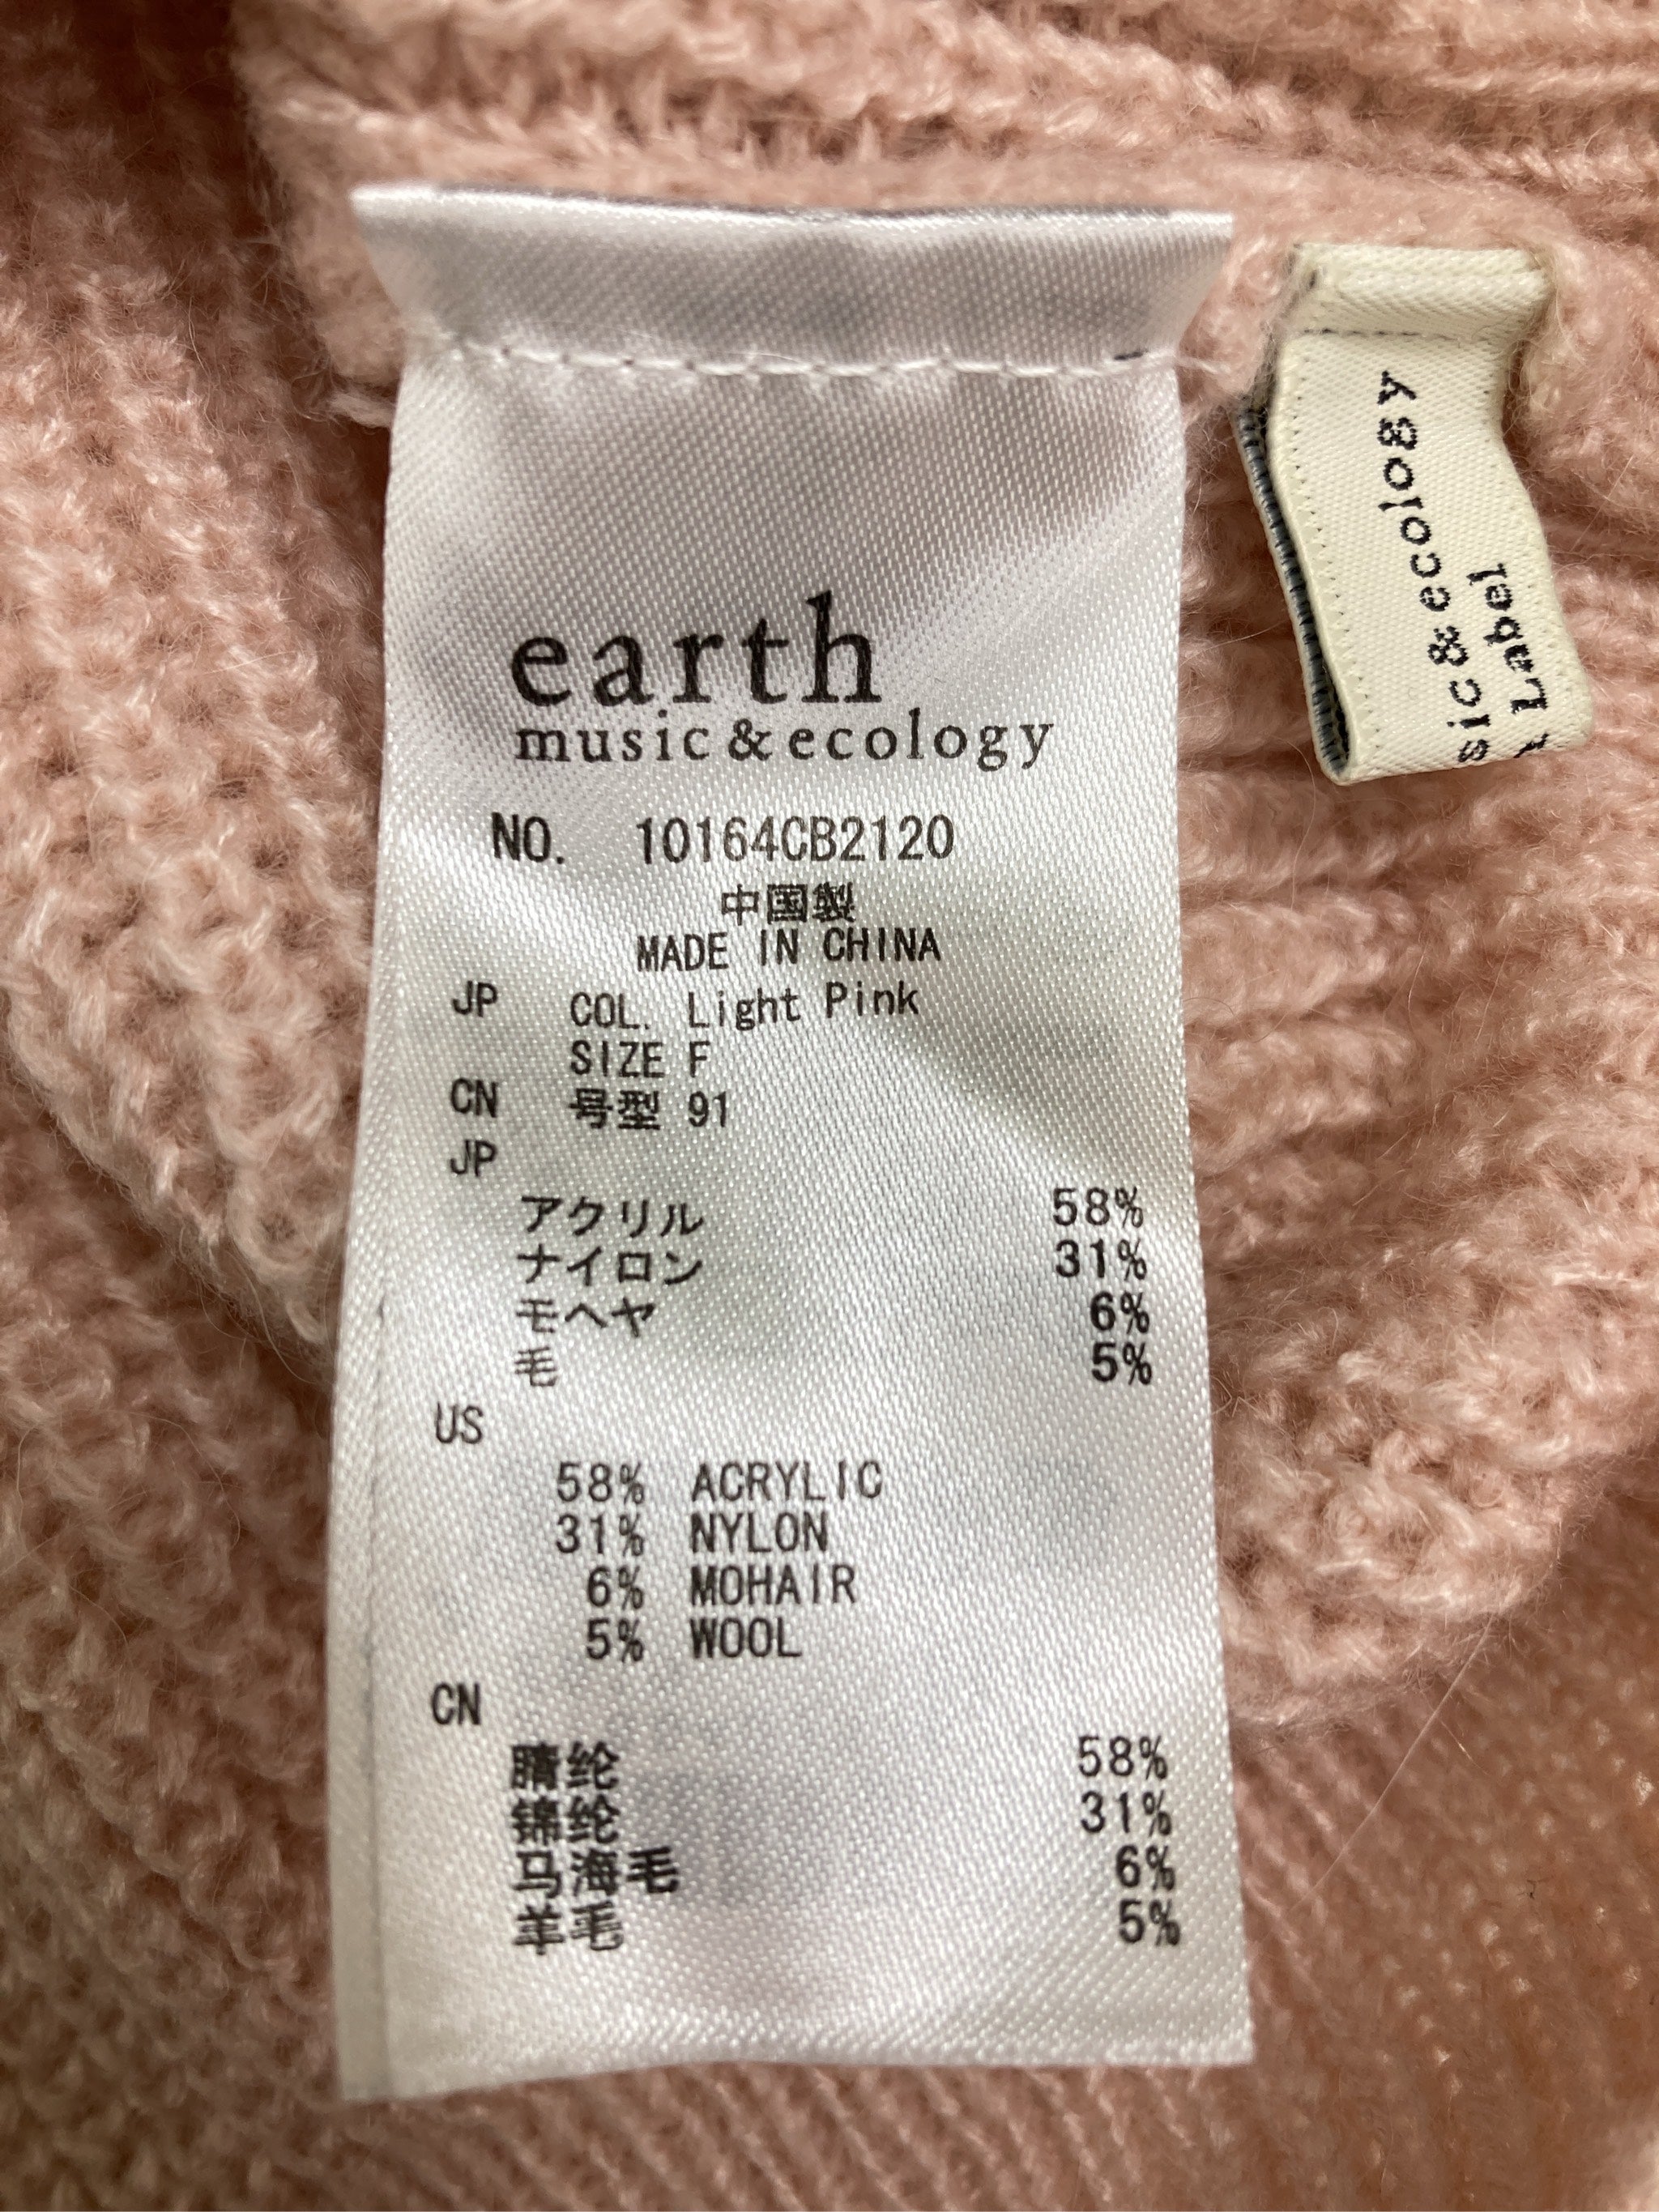 earth
music&ecology
NO. 10164CB2120
中国製
MADE IN CHINA
JP COL. Light Pink
SIZE F
CN 号型 91
JP
アクリル 58%
ナイロン 31%
モヘヤ 6%
毛 5%
US
58% ACRYLIC
31% NYLON
6% MOHAIR
5% WOOL
CN
腈纶 58%
锦纶 31%
马海毛 6%
羊毛 5%
sic&ecology
Label